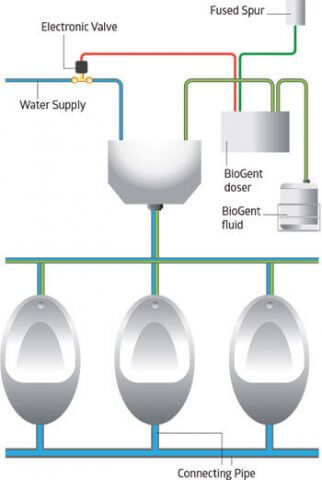 Fused Spur
Electronic Valve
Water Supply
BioGent
doser
BioGent
fluid
Connecting Pipe